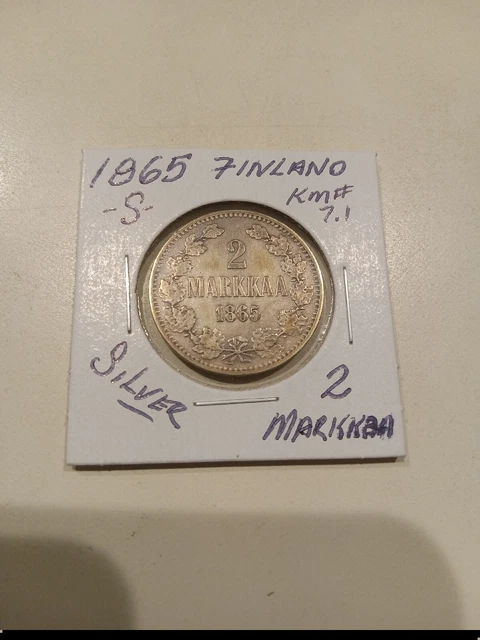 1865 FINLAND
-S- KM#
7.1
2
MARKKAA
1865
SILVER
2
MARKKAA